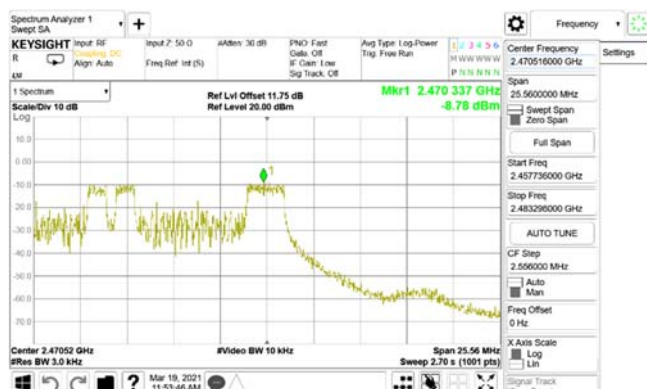 Spectrum Analyzer 1
Swept SA
+
Frequency
KEYSIGHT
Input: RF
Coupling: DC
Align: Auto
Input Z: 50 Ω
Freq Ref: Int (S)
#Atten: 30 dB
PNO: Fast
Gate: Off
IF Gain: Low
Sig Track: Off
Avg Type: Log-Power
Trig: Free Run
1 2 3 4 5 6
M W W W W W
P N N N N N
R
LM
Center Frequency
2.470516000 GHz
Settings
1 Spectrum
Scale/Div 10 dB
Ref Lvl Offset 11.75 dB
Ref Level 20.00 dBm
Mkr1 2.470 337 GHz
-8.78 dBm
Log
10.0
0.00
-10.0
-20.0
-30.0
-40.0
-50.0
-60.0
-70.0
1
Span
25.5600000 MHz
Swept Span
Zero Span
Full Span
Start Freq
2.457736000 GHz
Stop Freq
2.483296000 GHz
AUTO TUNE
CF Step
2.556000 MHz
Auto
Man
Freq Offset
0 Hz
X Axis Scale
Log
Lin
Signal Track
Center 2.47052 GHz
#Res BW 3.0 kHz
#Video BW 10 kHz
Span 25.56 MHz
Sweep 2.70 s (1001 pts)
?
Mar 19, 2021
11:53:46 AM